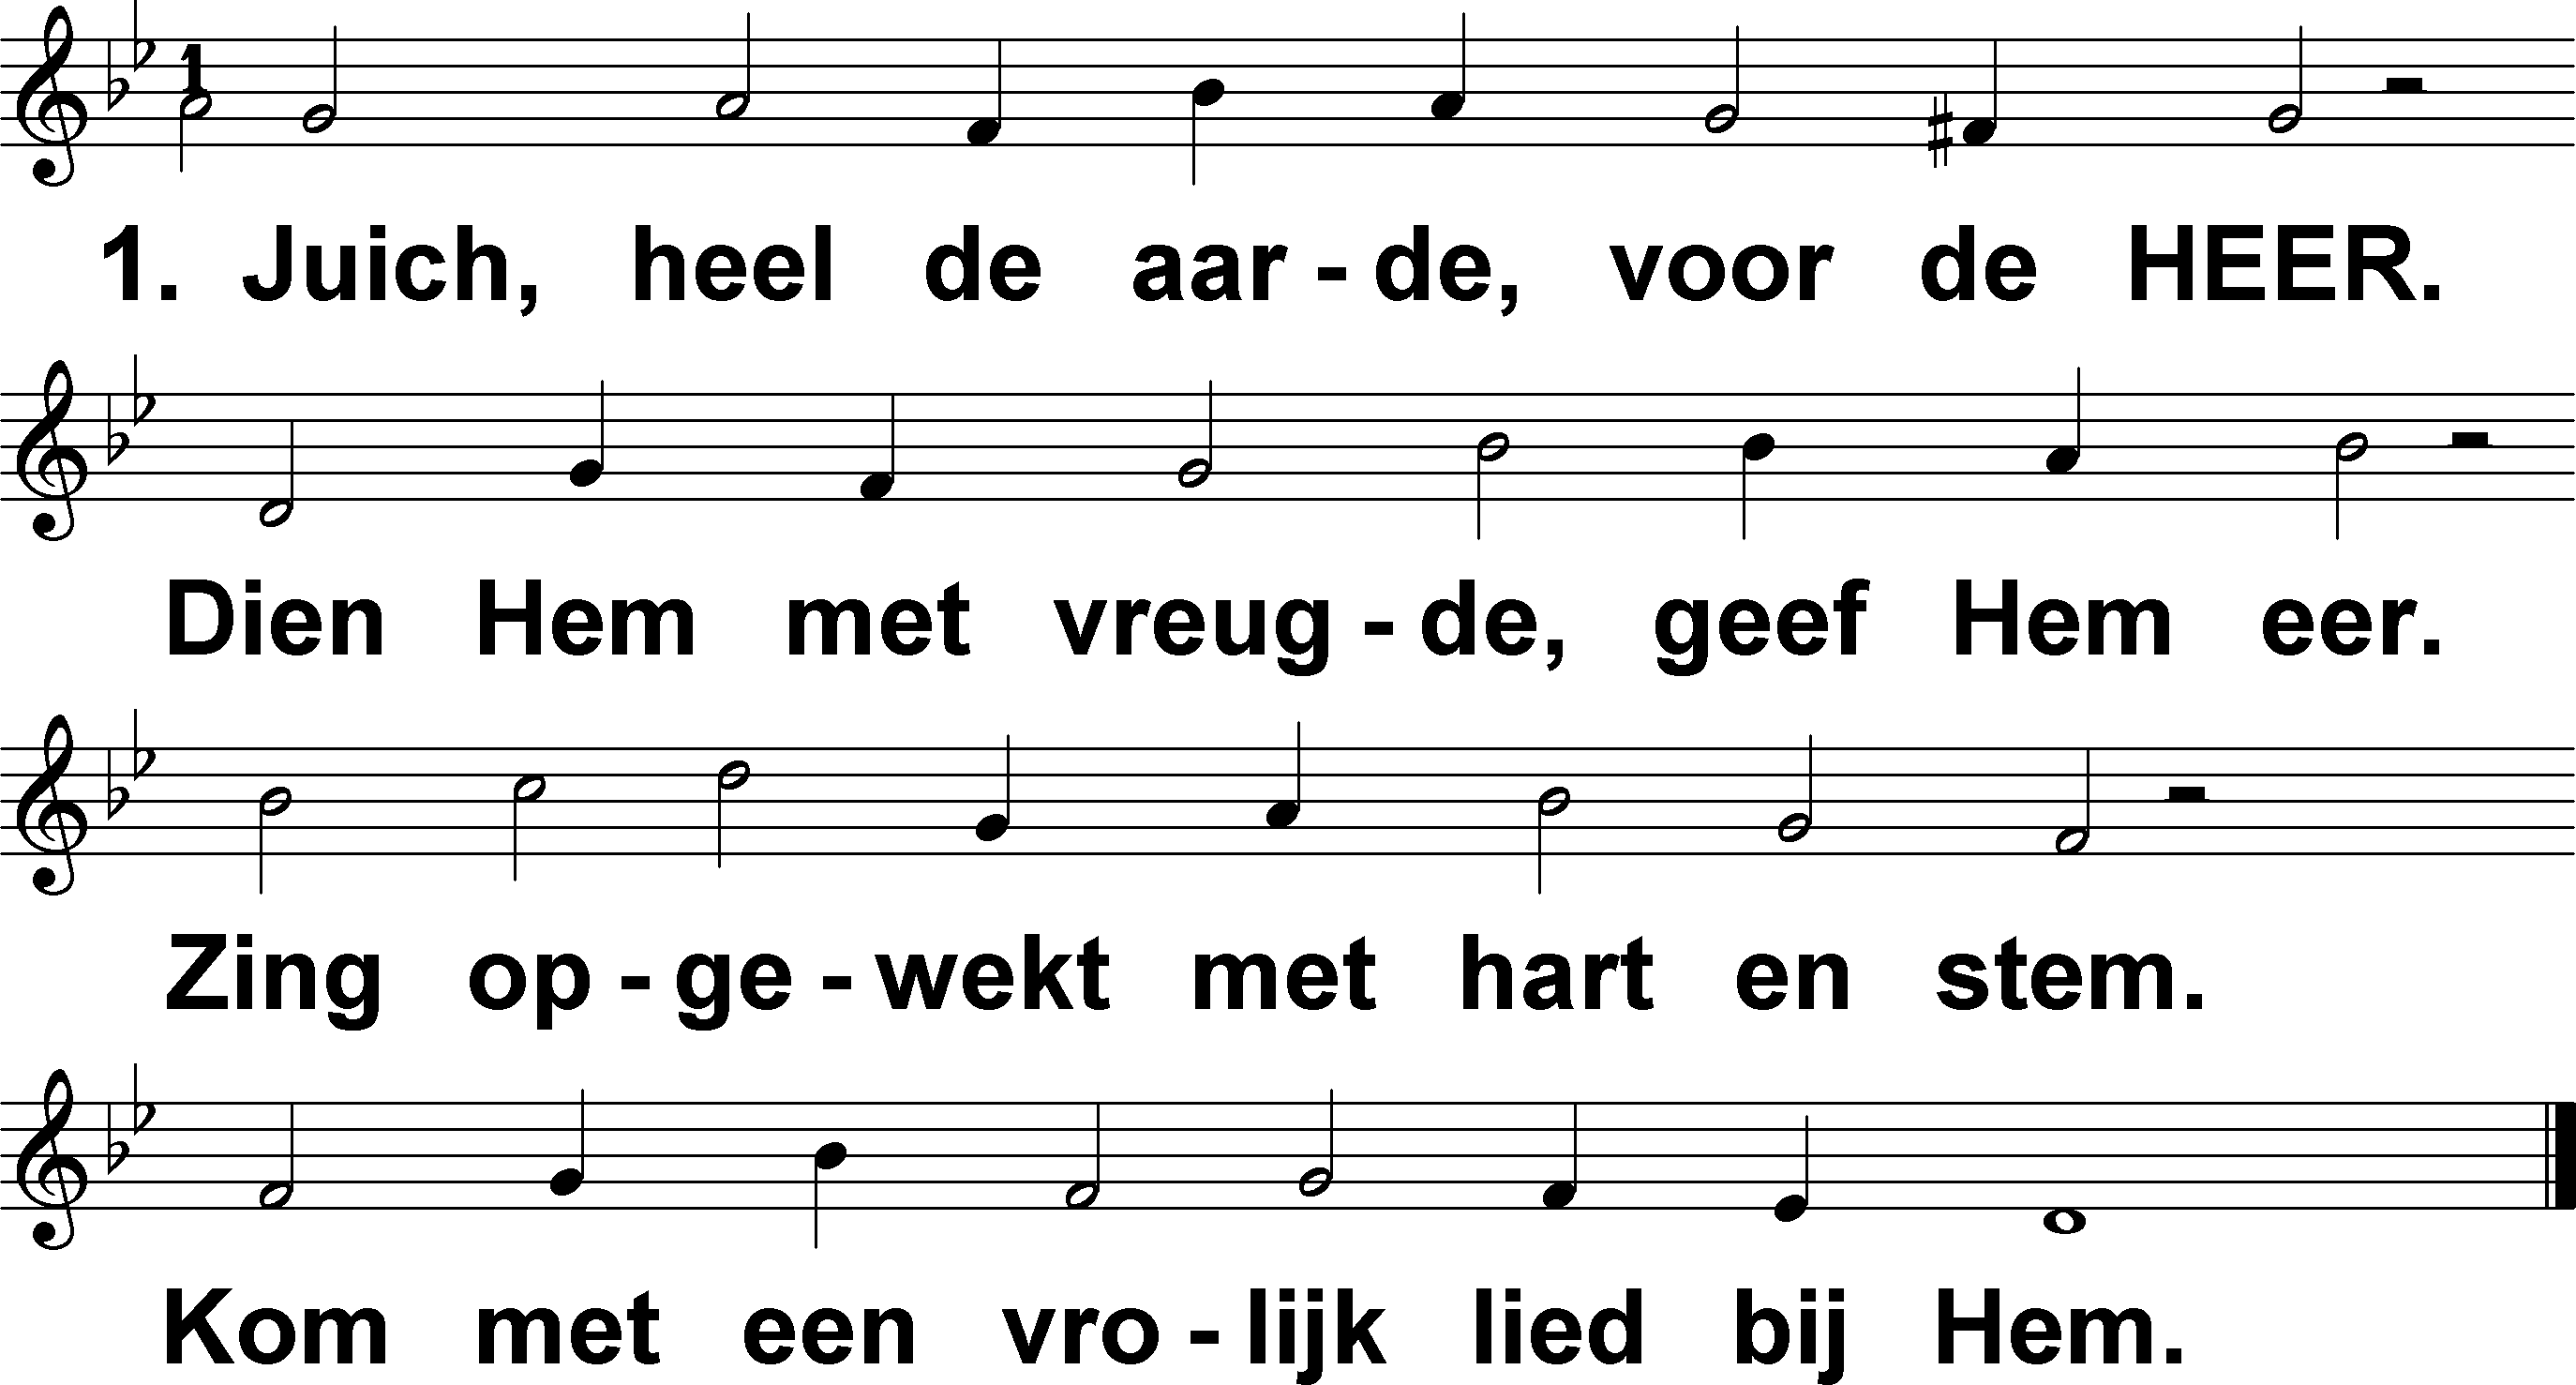 1. Juich, heel de aar - de, voor de HEER.
Dien Hem met vreug - de, geef Hem eer.
Zing op - ge - wekt met hart en stem.
Kom met een vro - lijk lied bij Hem.